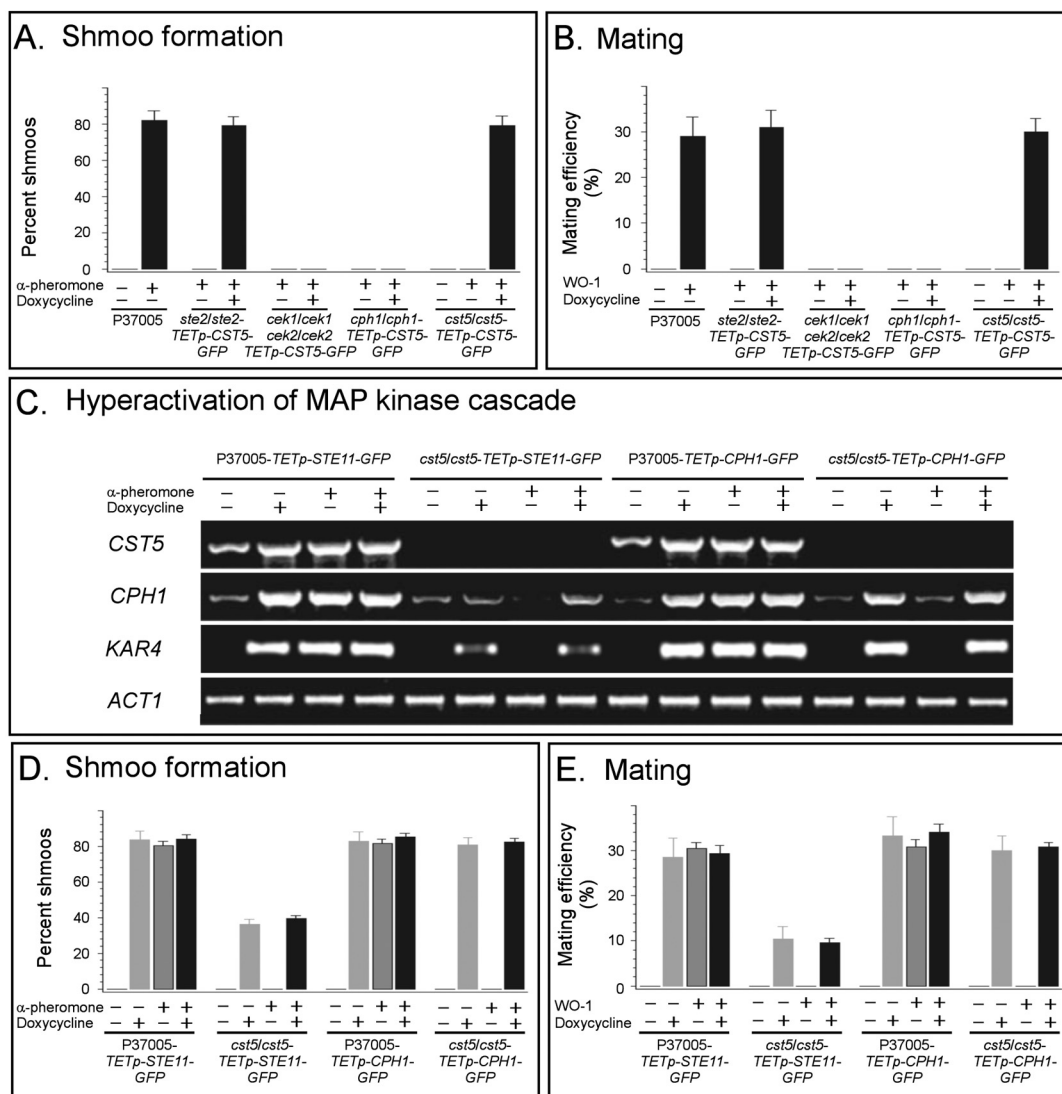 A. Shmoo formation
Percent shmoos
80
60
40
20
0
α-pheromone − + + + + + + + − + +
Doxycycline − + − + − + − − +
P37005
ste2/ste2-
TETp-CST5-
GFP
cek1/cek1
cek2/cek2
TETp-CST5-GFP
cph1/cph1-
TETp-CST5-
GFP
cst5/cst5-
TETp-CST5-
GFP
B. Mating
Mating efficiency
(%)
30
20
10
0
WO-1 − + + + + + + + − + +
Doxycycline − + − + − + − − +
P37005
ste2/ste2-
TETp-CST5-
GFP
cek1/cek1
cek2/cek2
TETp-CST5-GFP
cph1/cph1-
TETp-CST5-
GFP
cst5/cst5-
TETp-CST5-
GFP
C. Hyperactivation of MAP kinase cascade
P37005-TETp-STE11-GFP cst5/cst5-TETp-STE11-GFP P37005-TETp-CPH1-GFP cst5/cst5-TETp-CPH1-GFP
α-pheromone − − + + − − + + − − + + − − + +
Doxycycline − + − + − + − + − + − + − + − +
CST5
CPH1
KAR4
ACT1
D. Shmoo formation
Percent shmoos
80
60
40
20
0
α-pheromone − − + + − − + + − − + + − − + +
Doxycycline − + − + − + − + − + − + − + − +
P37005-
TETp-STE11-
GFP
cst5/cst5-
TETp-STE11-
GFP
P37005-
TETp-CPH1-
GFP
cst5/cst5-
TETp-CPH1-
GFP
E. Mating
Mating efficiency
(%)
30
20
10
0
WO-1 − − + + − − + + − − + + − − + +
Doxycycline − + − + − + − + − + − + − + − +
P37005-
TETp-STE11-
GFP
cst5/cst5-
TETp-STE11-
GFP
P37005-
TETp-CPH1-
GFP
cst5/cst5-
TETp-CPH1-
GFP